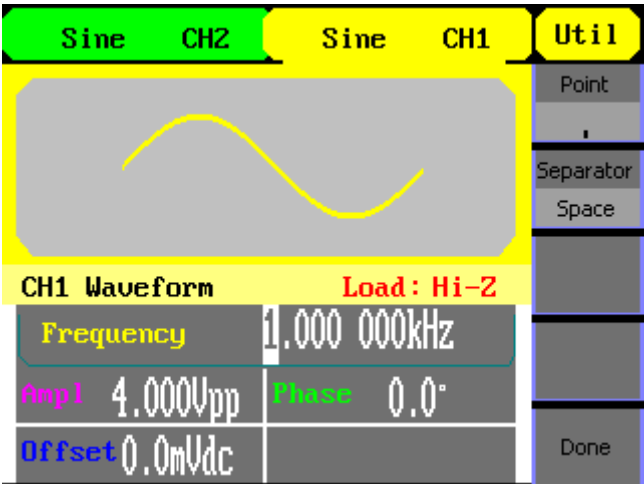 Sine CH2 Sine CH1 Util
Point
.
Separator
Space
CH1 Waveform Load: Hi-Z
Frequency 1.000 000kHz
Ampl 4.000Vpp Phase 0.0°
Offset 0.0mVdc
Done